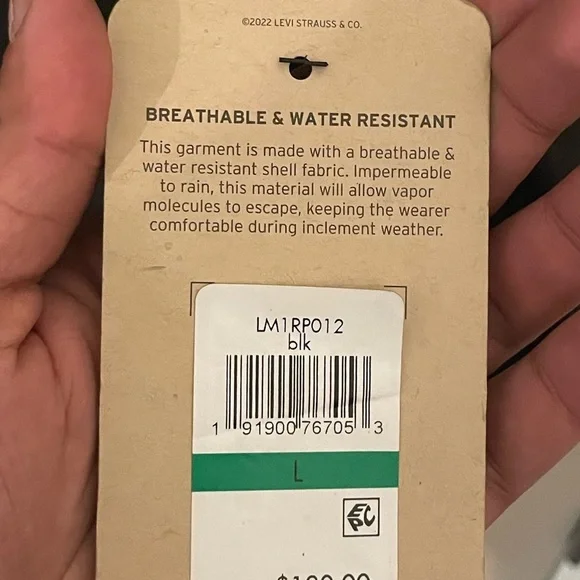 ©2022 LEVI STRAUSS & CO.
BREATHABLE & WATER RESISTANT
This garment is made with a breathable &
water resistant shell fabric. Impermeable
to rain, this material will allow vapor
molecules to escape, keeping the wearer
comfortable during inclement weather.
LM1RP012
blk
1 91900 76705 3
L
EPC